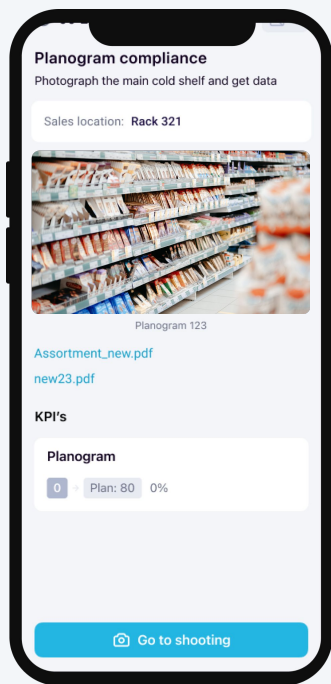 Planogram compliance
Photograph the main cold shelf and get data
Sales location: Rack 321
Planogram 123
Assortment_new.pdf
new23.pdf
KPI's
Planogram
0 → Plan: 80 0%
Go to shooting